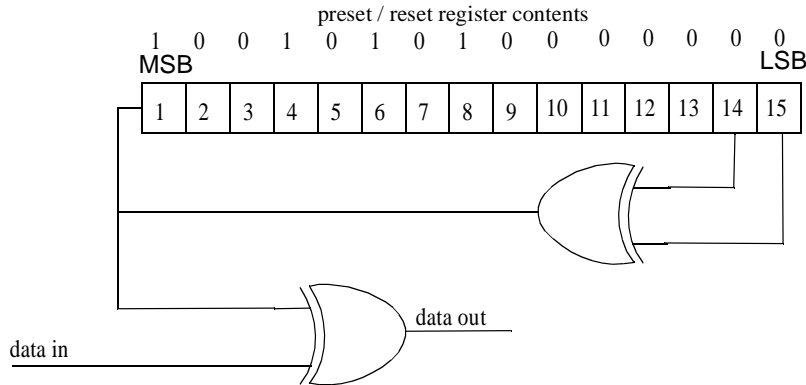 preset / reset register contents
1 0 0 1 0 1 0 1 0 0 0 0 0 0 0
MSB LSB
1 2 3 4 5 6 7 8 9 10 11 12 13 14 15
data out
data in